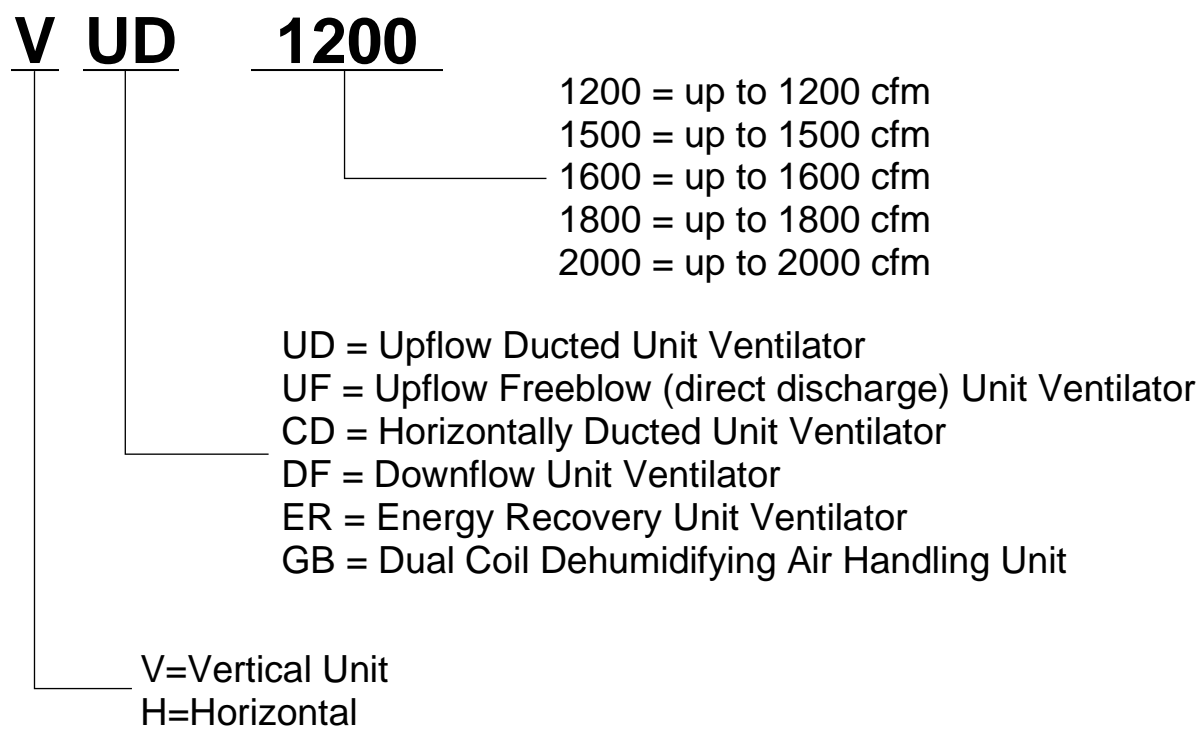 V UD 1200
1200 = up to 1200 cfm
1500 = up to 1500 cfm
1600 = up to 1600 cfm
1800 = up to 1800 cfm
2000 = up to 2000 cfm
UD = Upflow Ducted Unit Ventilator
UF = Upflow Freeblow (direct discharge) Unit Ventilator
CD = Horizontally Ducted Unit Ventilator
DF = Downflow Unit Ventilator
ER = Energy Recovery Unit Ventilator
GB = Dual Coil Dehumidifying Air Handling Unit
V=Vertical Unit
H=Horizontal